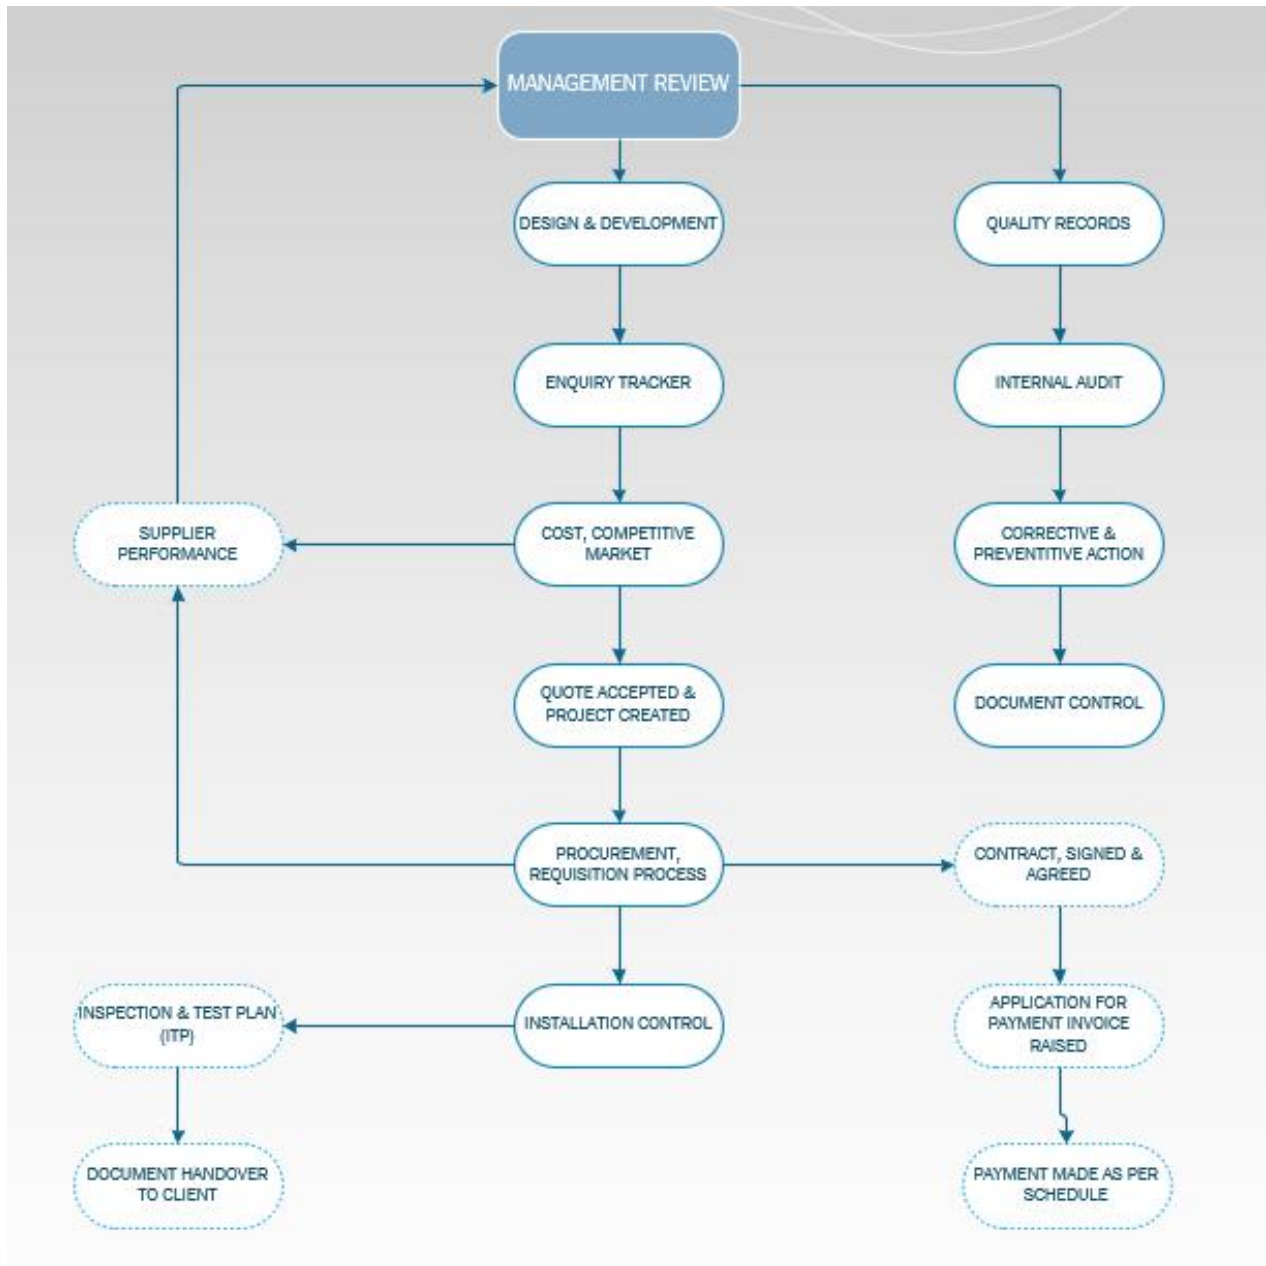 MANAGEMENT REVIEW
DESIGN & DEVELOPMENT
QUALITY RECORDS
ENQUIRY TRACKER
INTERNAL AUDIT
SUPPLIER
PERFORMANCE
COST, COMPETITIVE
MARKET
CORRECTIVE &
PREVENTITIVE ACTION
QUOTE ACCEPTED &
PROJECT CREATED
DOCUMENT CONTROL
PROCUREMENT,
REQUISITION PROCESS
CONTRACT, SIGNED &
AGREED
INSPECTION & TEST PLAN
(ITP)
INSTALLATION CONTROL
APPLICATION FOR
PAYMENT INVOICE
RAISED
DOCUMENT HANDOVER
TO CLIENT
PAYMENT MADE AS PER
SCHEDULE